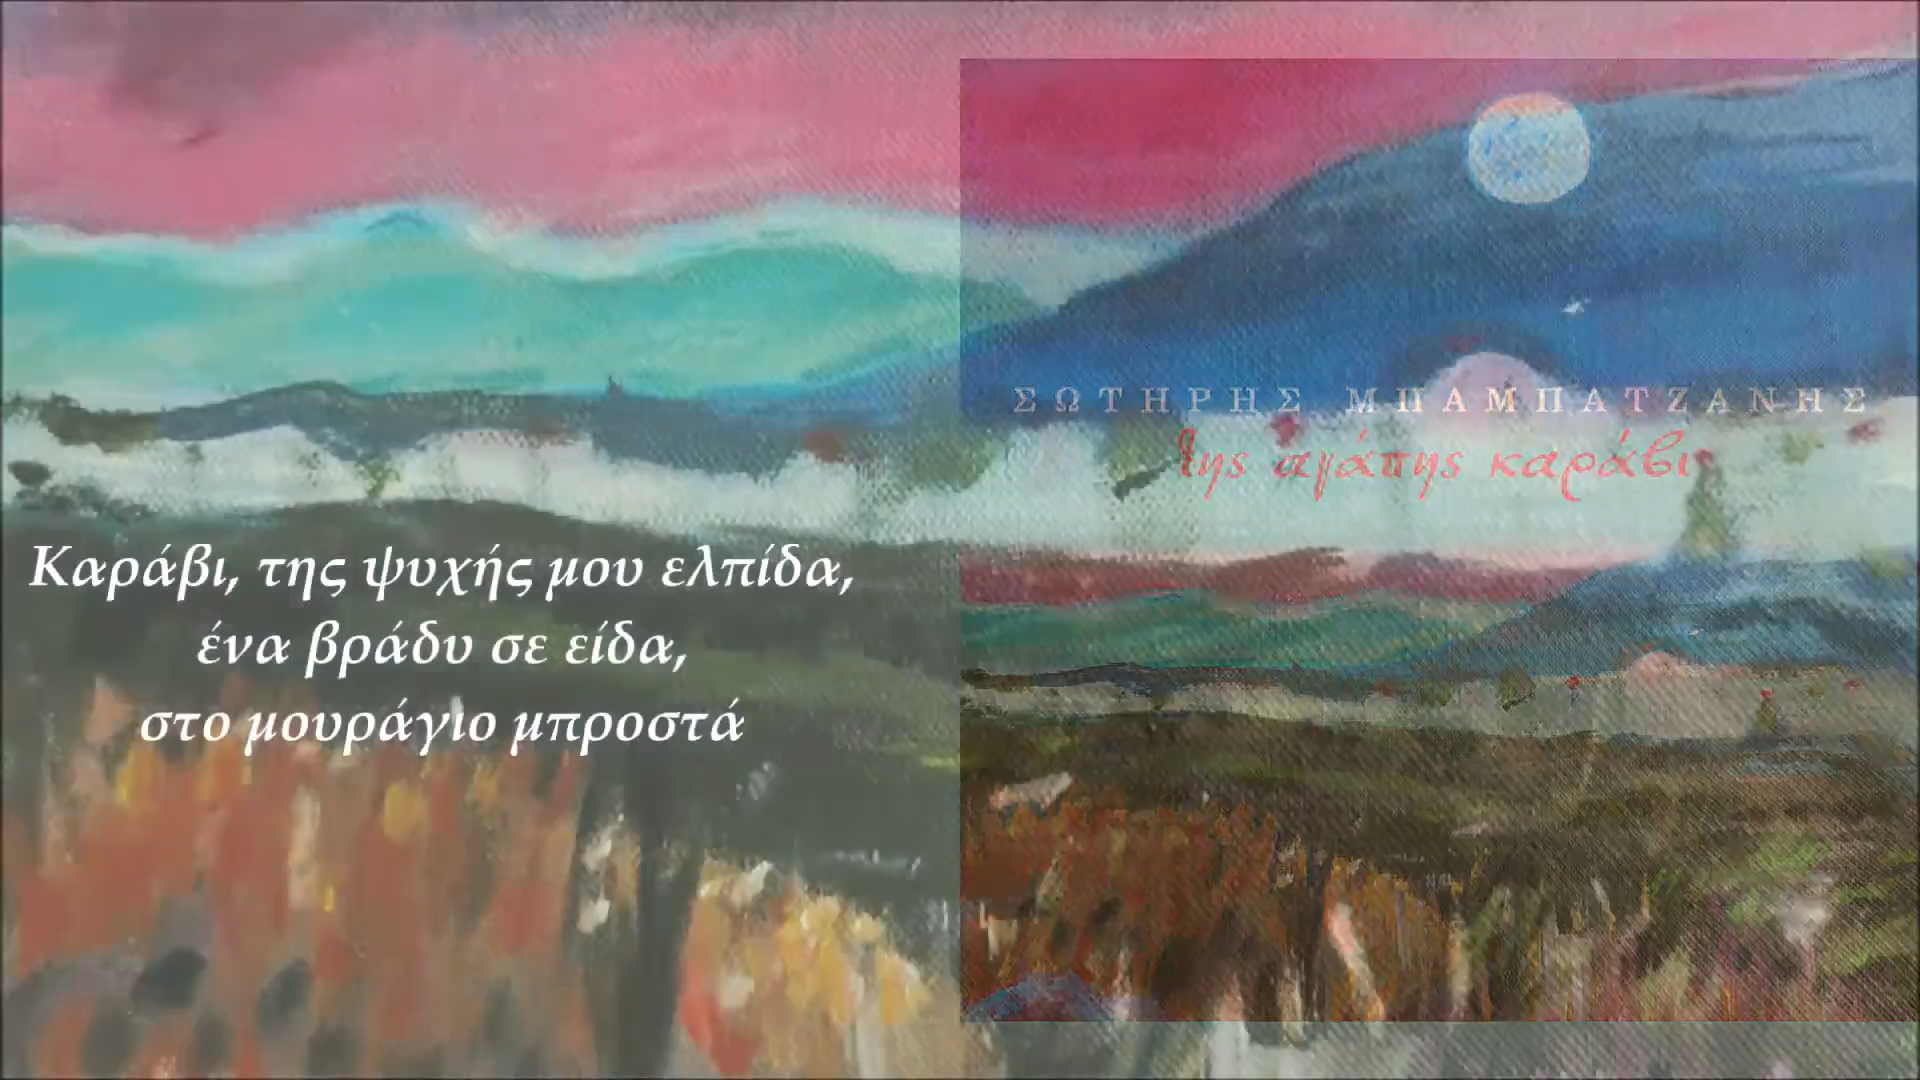 ΣΩΤΗΡΗΣ ΜΠΑΜΠΑΤΖΑΝΗΣ
της αγάπης καράβι
Καράβι, της ψυχής μου ελπίδα,
ένα βράδυ σε είδα,
στο μουράγιο μπροστά